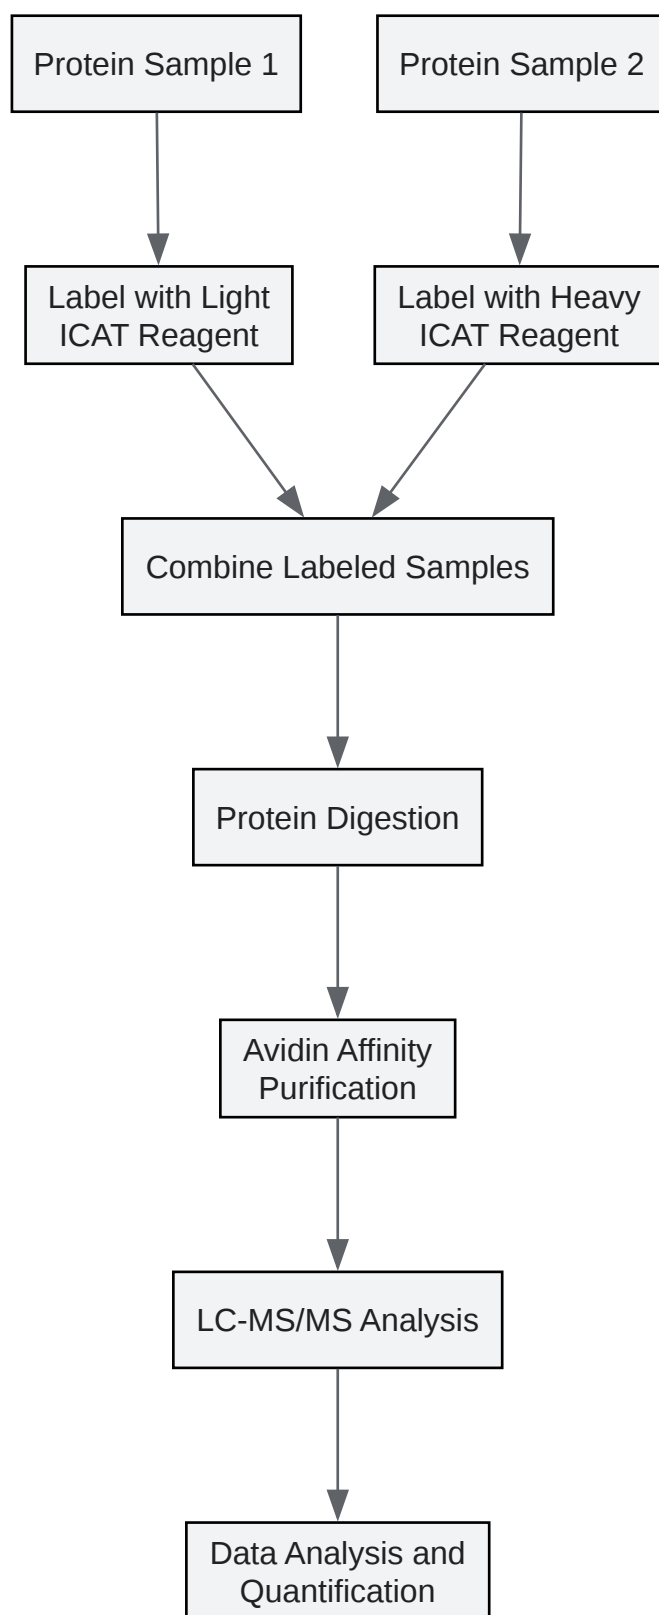 Protein Sample 1
Protein Sample 2
Label with Light
ICAT Reagent
Label with Heavy
ICAT Reagent
Combine Labeled Samples
Protein Digestion
Avidin Affinity
Purification
LC-MS/MS Analysis
Data Analysis and
Quantification